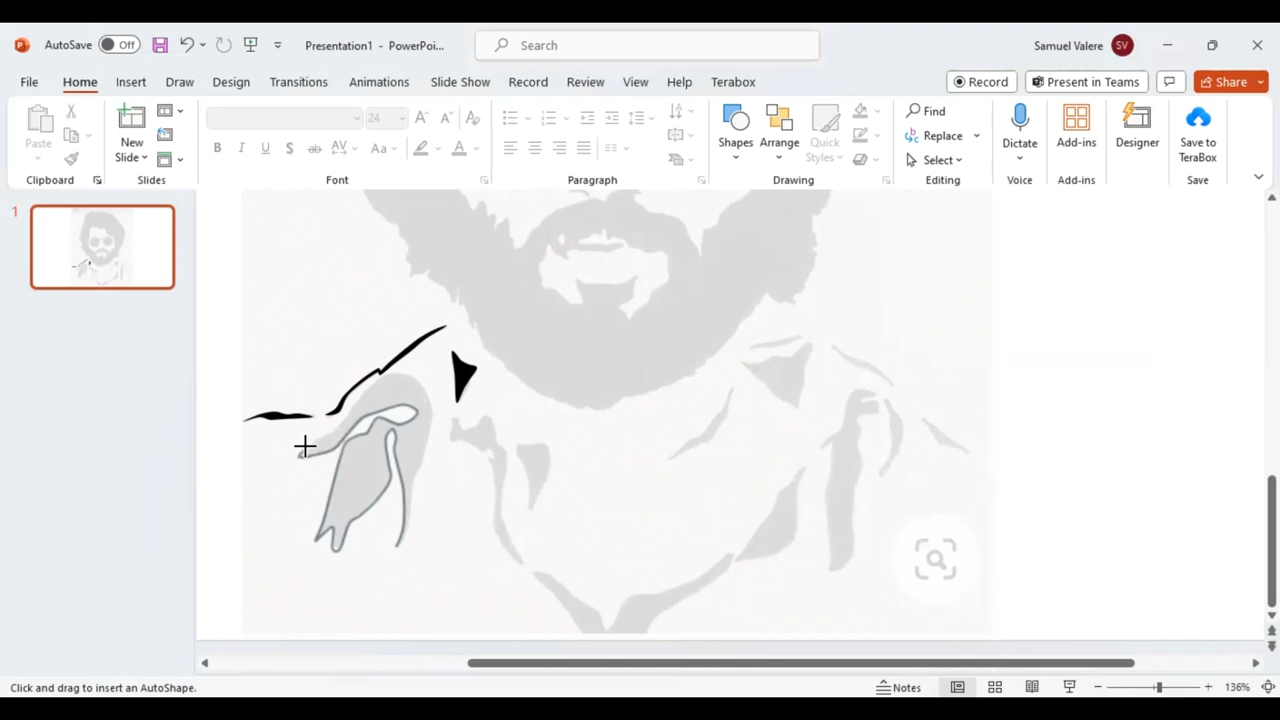 AutoSave Off Presentation1 - PowerPoi... Search Samuel Valere SV
File Home Insert Draw Design Transitions Animations Slide Show Record Review View Help Terabox Record Present in Teams Share
Paste 24 Aa New Slide Shapes Arrange Quick Styles Find Replace Select Dictate Add-ins Designer Save to TeraBox
Clipboard Slides Font Paragraph Drawing Editing Voice Add-ins Save
1
Click and drag to insert an AutoShape. Notes 136%